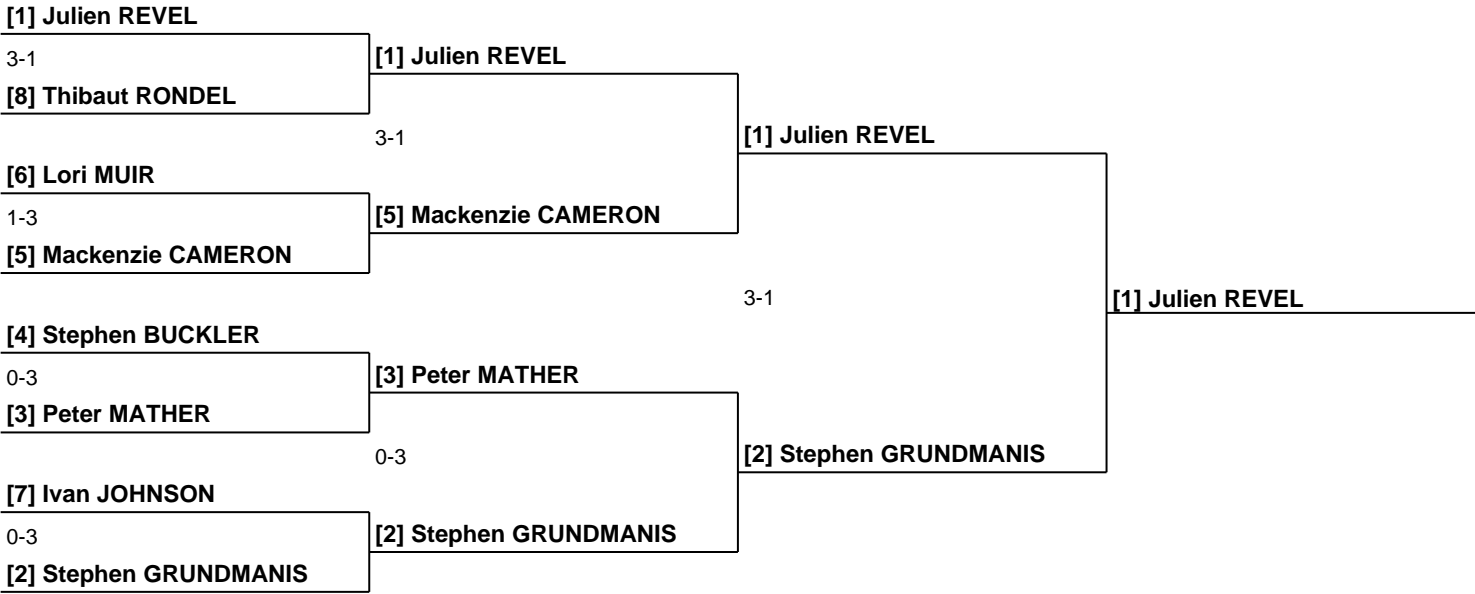 [1] Julien REVEL
3-1
[8] Thibaut RONDEL
[1] Julien REVEL
3-1
[6] Lori MUIR
1-3
[5] Mackenzie CAMERON
[5] Mackenzie CAMERON
[1] Julien REVEL
3-1
[1] Julien REVEL
[4] Stephen BUCKLER
0-3
[3] Peter MATHER
[3] Peter MATHER
0-3
[2] Stephen GRUNDMANIS
[7] Ivan JOHNSON
0-3
[2] Stephen GRUNDMANIS
[2] Stephen GRUNDMANIS